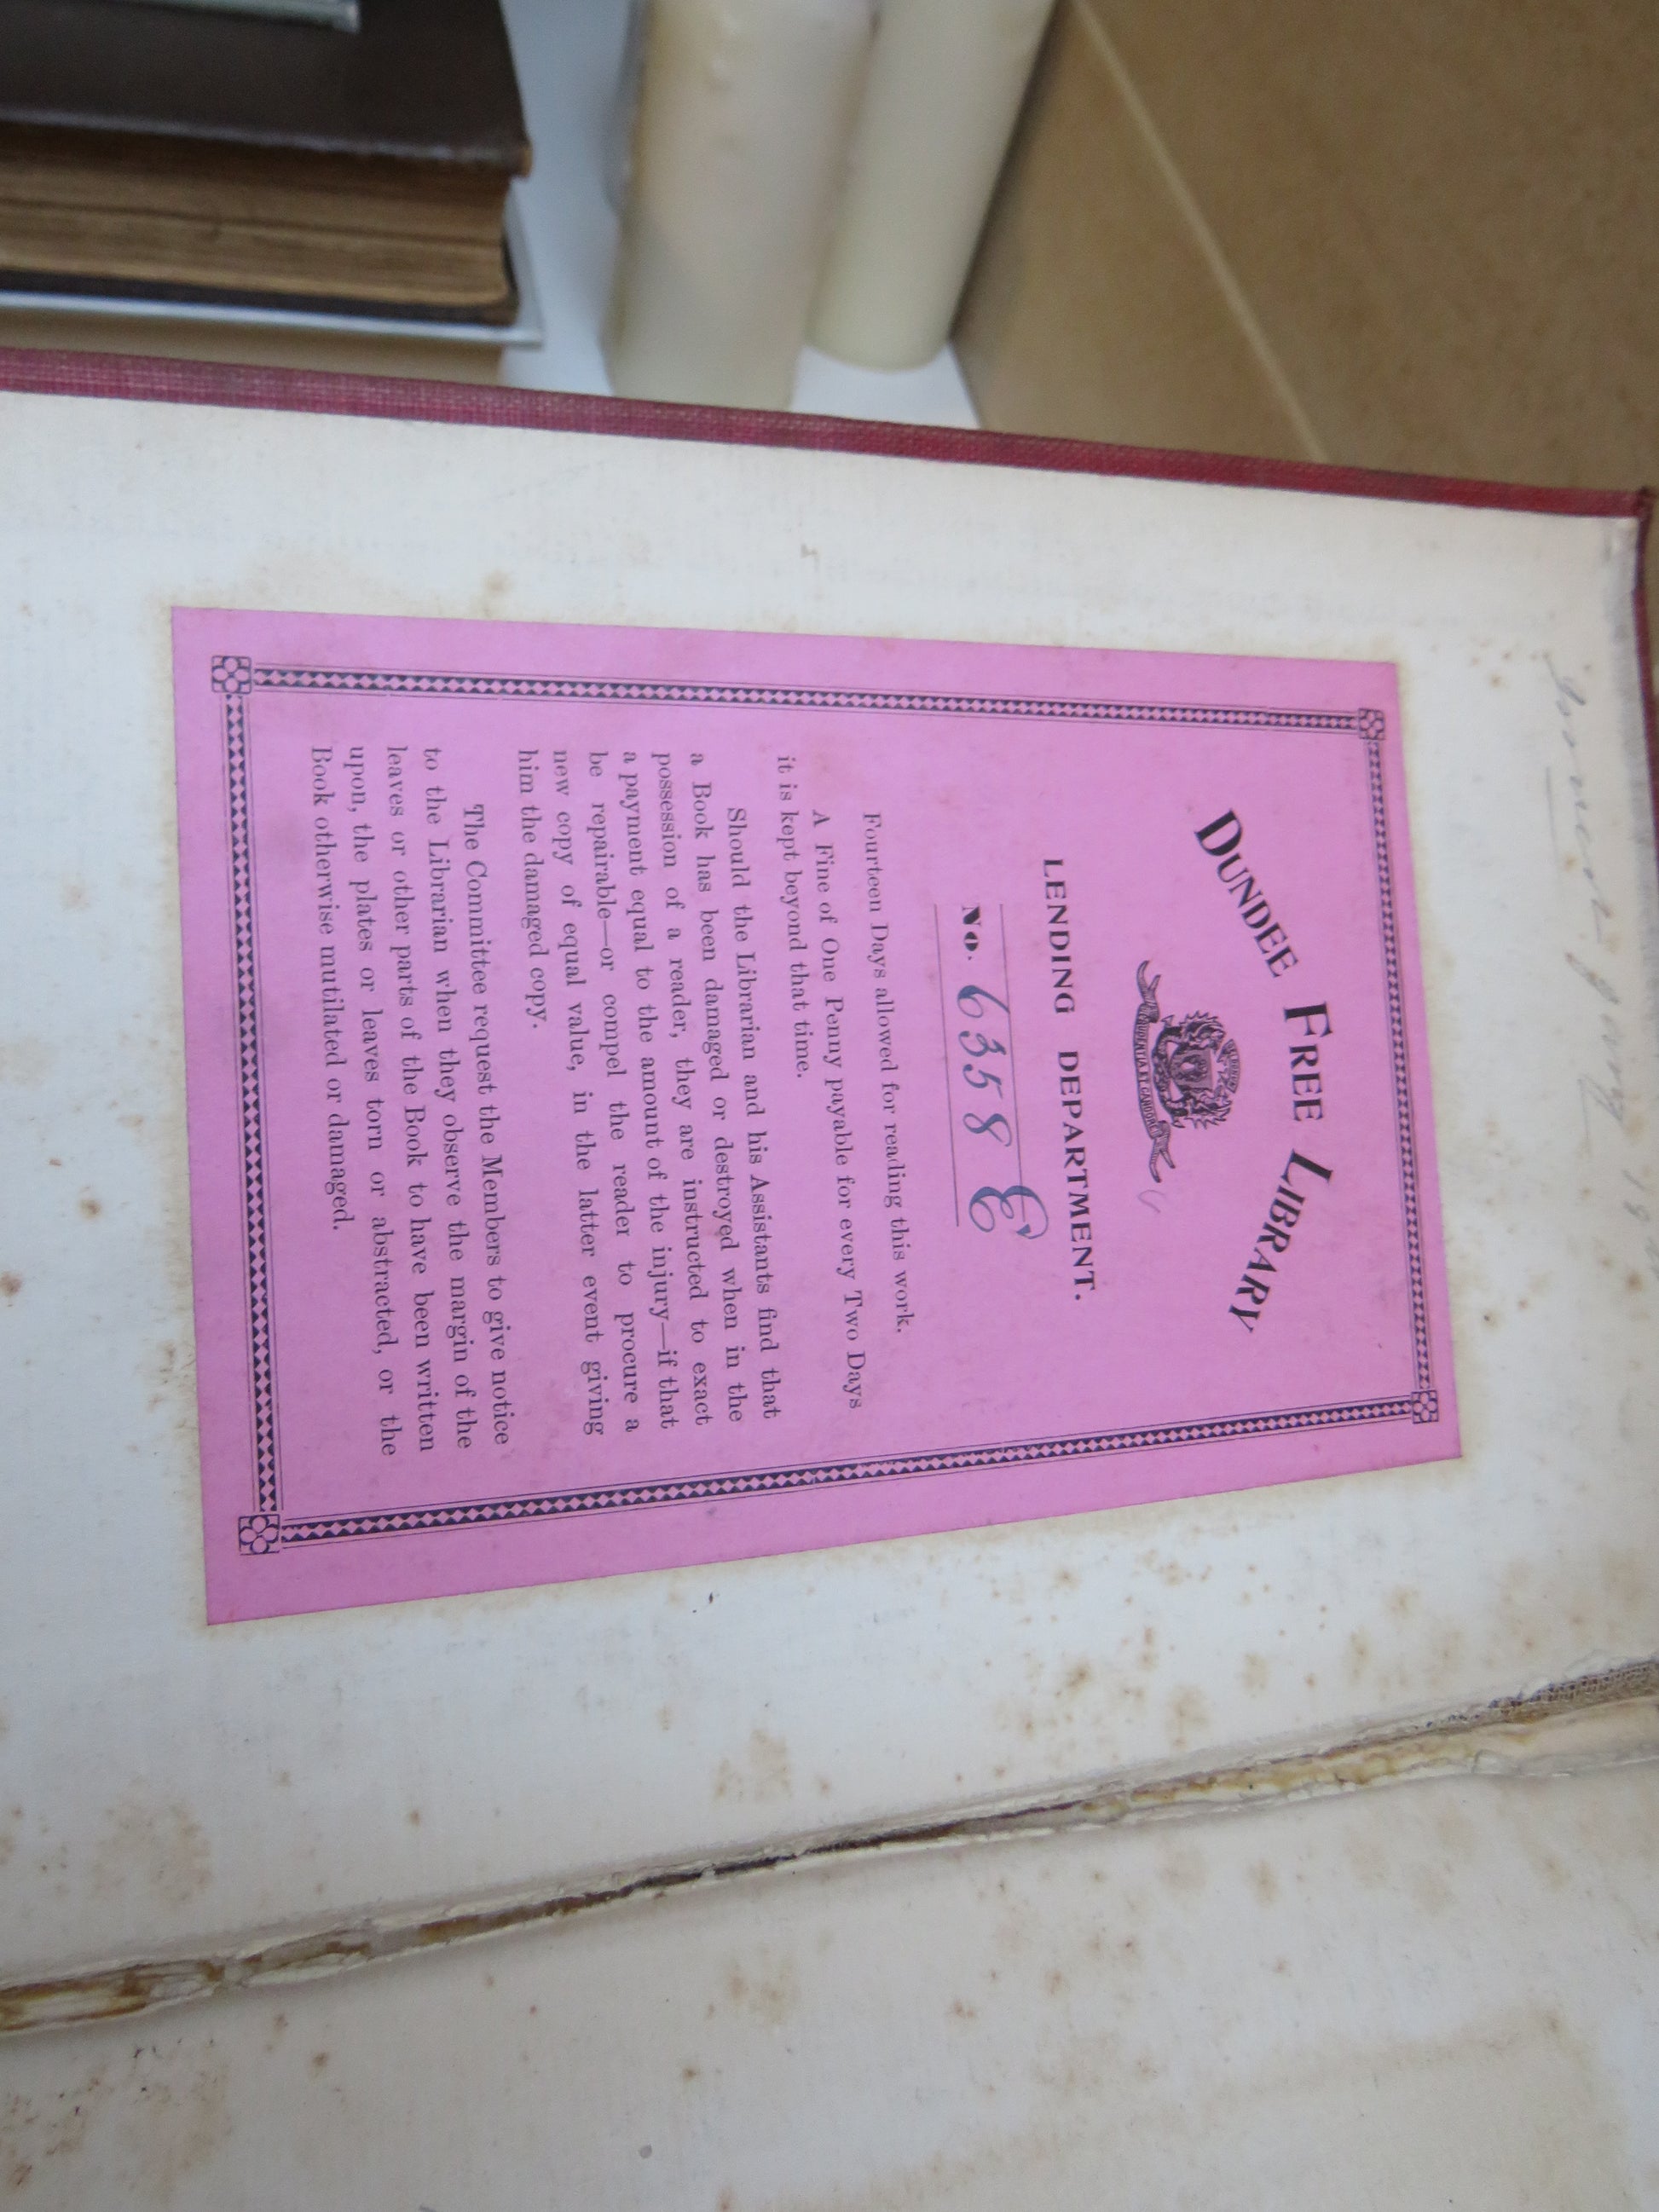 DUNDEE FREE LIBRARY
PRUDENTIA ET CANDORE
LENDING DEPARTMENT.
No. 6358 E
Fourteen Days allowed for reading this work.
A Fine of One Penny payable for every Two Days
it is kept beyond that time.
Should the Librarian and his Assistants find that
a Book has been damaged or destroyed when in the
possession of a reader, they are instructed to exact
a payment equal to the amount of the injury—if that
be repairable—or compel the reader to procure a
new copy of equal value, in the latter event giving
him the damaged copy.
The Committee request the Members to give notice
to the Librarian when they observe the margin of the
leaves or other parts of the Book to have been written
upon, the plates or leaves torn or abstracted, or the
Book otherwise mutilated or damaged.